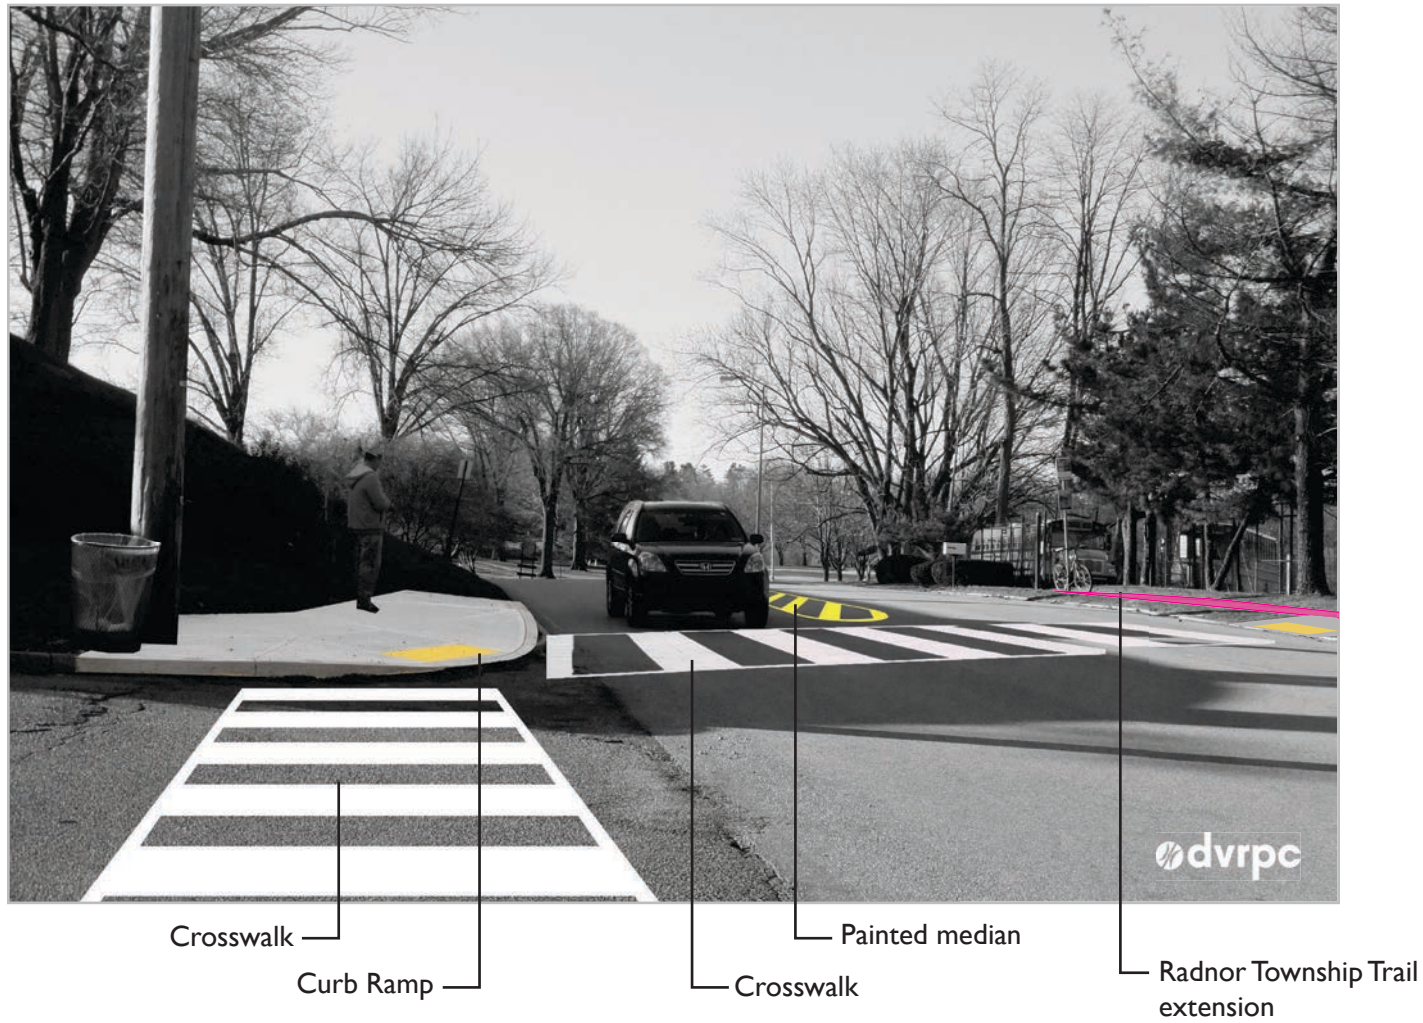 dvrpc
Crosswalk
Curb Ramp
Crosswalk
Painted median
Radnor Township Trail
extension